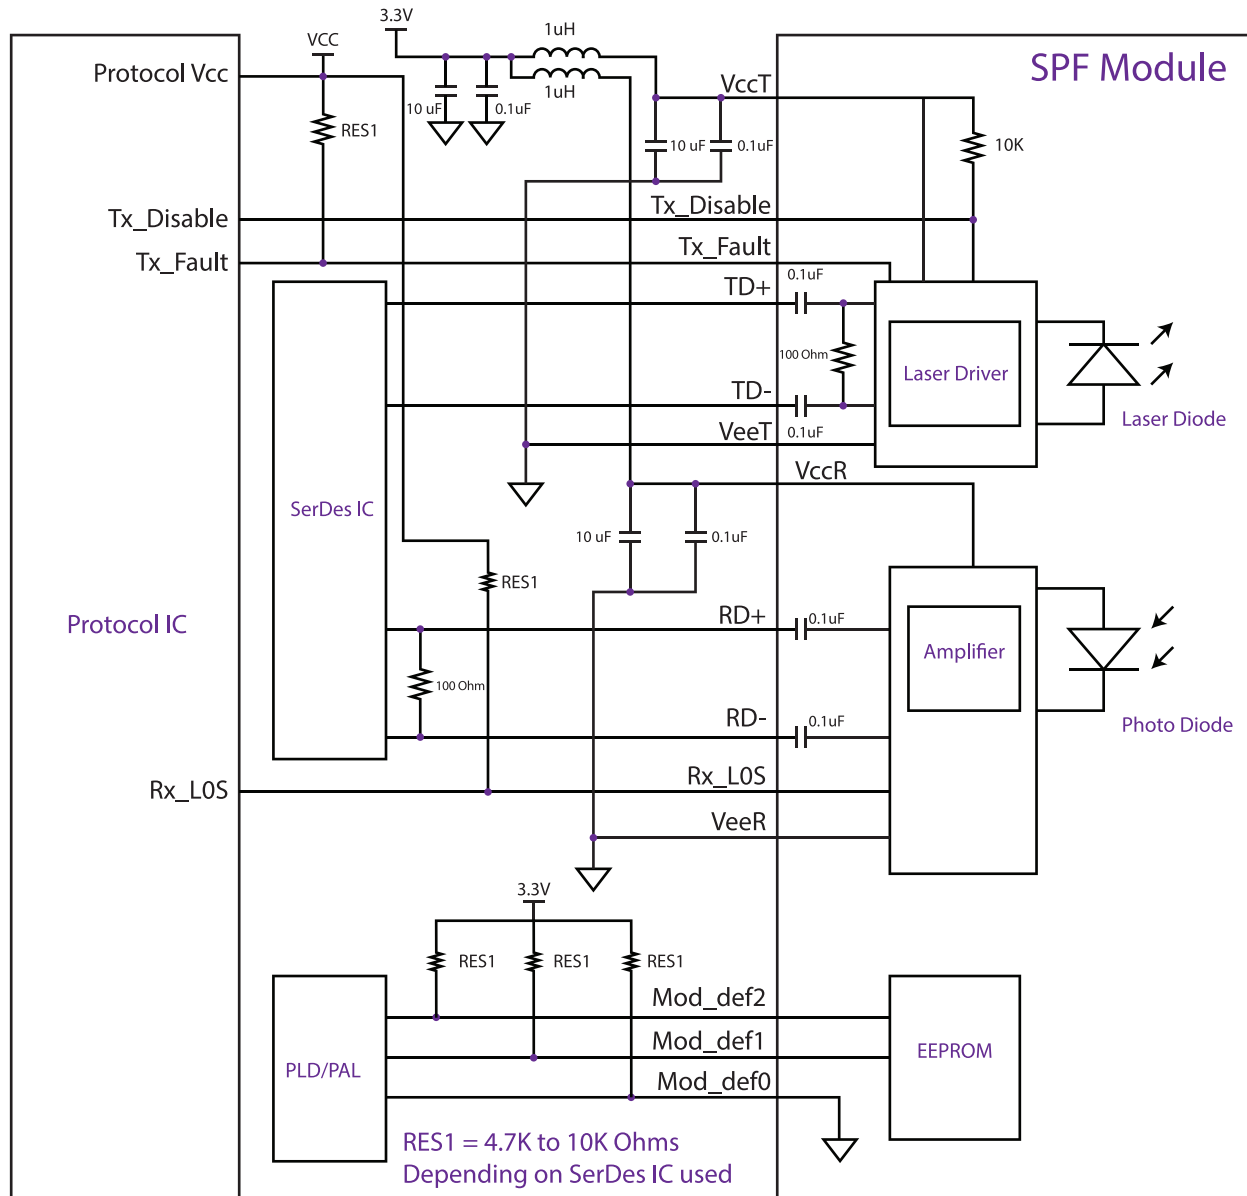 3.3V
1uH
VCC
SPF Module
Protocol Vcc
VccT
1uH
10 uF
0.1uF
RES1
10 uF
0.1uF
10K
Tx_Disable
Tx_Disable
Tx_Fault
Tx_Fault
0.1uF
TD+
100 Ohm
Laser Driver
TD-
Laser Diode
VeeT
0.1uF
VccR
SerDes IC
10 uF
0.1uF
RES1
Protocol IC
RD+
0.1uF
Amplifier
100 Ohm
RD-
0.1uF
Photo Diode
Rx_L0S
Rx_L0S
VeeR
3.3V
RES1
RES1
RES1
Mod_def2
Mod_def1
EEPROM
PLD/PAL
Mod_def0
RES1 = 4.7K to 10K Ohms
Depending on SerDes IC used